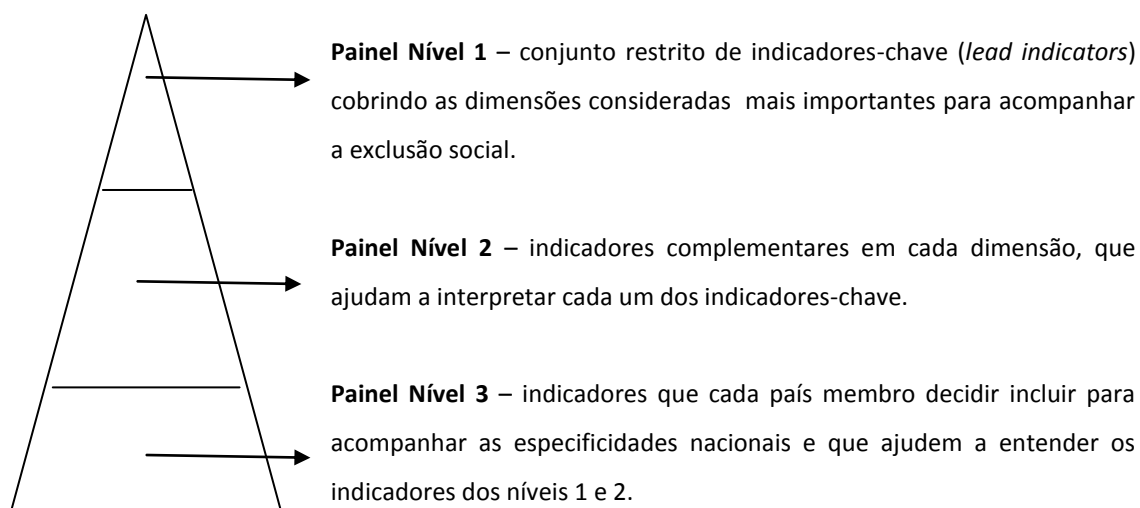 Painel Nível 1 – conjunto restrito de indicadores-chave (lead indicators)
cobrindo as dimensões consideradas mais importantes para acompanhar
a exclusão social.
Painel Nível 2 – indicadores complementares em cada dimensão, que
ajudam a interpretar cada um dos indicadores-chave.
Painel Nível 3 – indicadores que cada país membro decidir incluir para
acompanhar as especificidades nacionais e que ajudem a entender os
indicadores dos níveis 1 e 2.